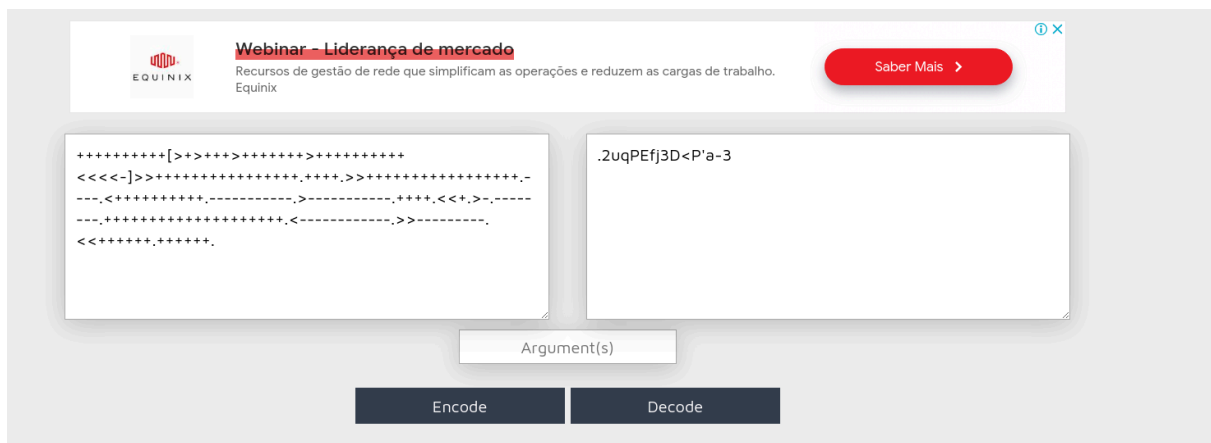 EQUINIX
Webinar - Liderança de mercado
Recursos de gestão de rede que simplificam as operações e reduzem as cargas de trabalho.
Equinix
Saber Mais
++++++++++[>+>+++>+++++++>++++++++++
<<<<-]>>++++++++++++++++.++++.>>+++++++++++++++++.-
---.<++++++++++.-----------.>-----------.++++.<<+.>-.-----
---.++++++++++++++++++++.<------------.>>---------.
<<++++++.++++++.
.2uqPEfj3D<P'a-3
Argument(s)
Encode
Decode